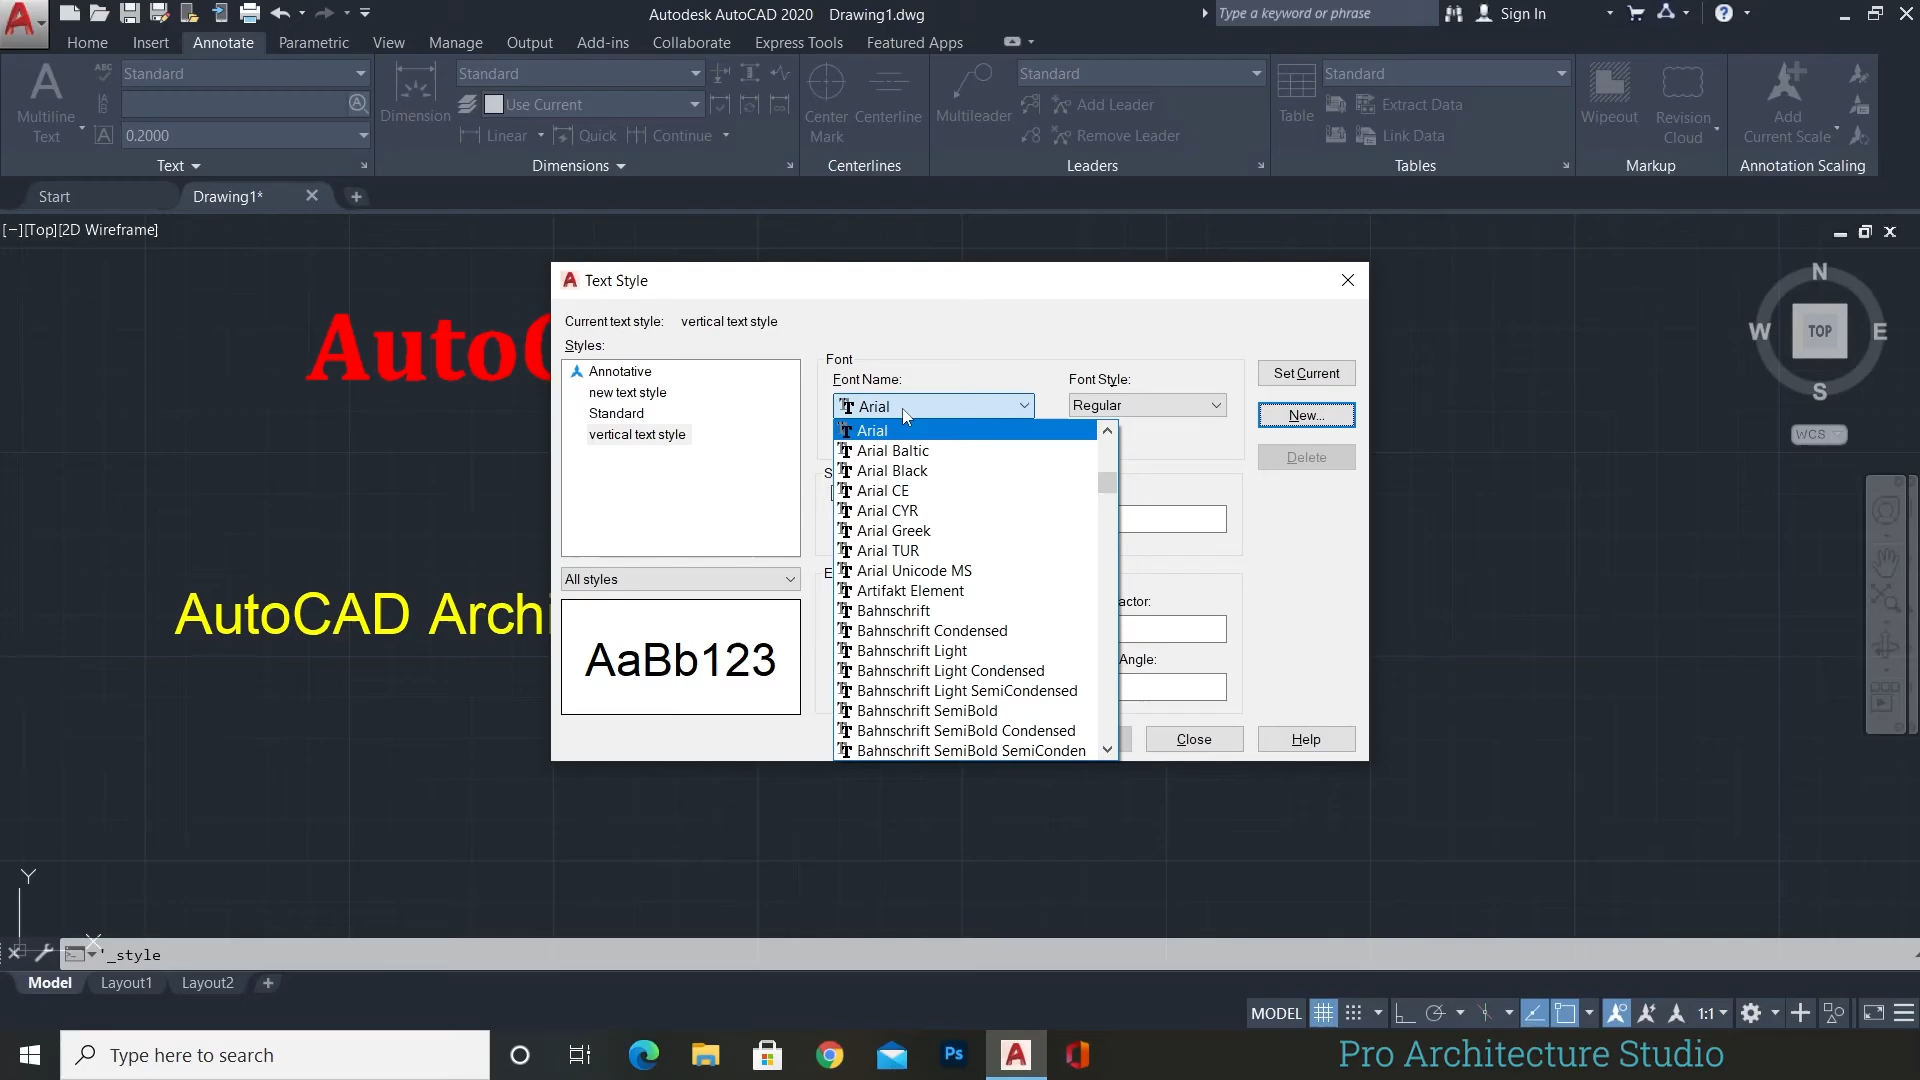 Autodesk AutoCAD 2020 Drawing1.dwg
Type a keyword or phrase
Sign In
Home Insert Annotate Parametric View Manage Output Add-ins Collaborate Express Tools Featured Apps
Multiline
Text
Standard
0.2000
Text
Dimension
Standard
Use Current
Linear Quick Continue
Dimensions
Center
Mark
Centerline
Centerlines
Multileader
Standard
Add Leader
Remove Leader
Leaders
Table
Standard
Extract Data
Link Data
Tables
Wipeout
Revision
Cloud
Markup
Add
Current Scale
Annotation Scaling
Start
Drawing1*
[−][Top][2D Wireframe]
N
W TOP E
S
WCS
AutoC
AutoCAD Archi
Text Style
Current text style: vertical text style
Styles:
Annotative
new text style
Standard
vertical text style
All styles
AaBb123
Font
Font Name:
Arial
Font Style:
Regular
Arial
Arial Baltic
Arial Black
Arial CE
Arial CYR
Arial Greek
Arial TUR
Arial Unicode MS
Artifakt Element
Bahnschrift
Bahnschrift Condensed
Bahnschrift Light
Bahnschrift Light Condensed
Bahnschrift Light SemiCondensed
Bahnschrift SemiBold
Bahnschrift SemiBold Condensed
Bahnschrift SemiBold SemiConden
S
E
actor:
Angle:
Set Current
New...
Delete
Close
Help
Y
X
'_style
Model Layout1 Layout2
MODEL
1:1
Type here to search
Ps
Pro Architecture Studio